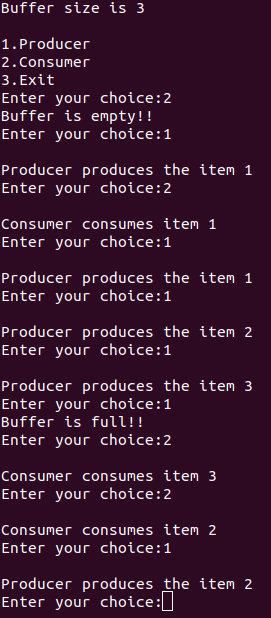 Buffer size is 3
1.Producer
2.Consumer
3.Exit
Enter your choice:2
Buffer is empty!!
Enter your choice:1
Producer produces the item 1
Enter your choice:2
Consumer consumes item 1
Enter your choice:1
Producer produces the item 1
Enter your choice:1
Producer produces the item 2
Enter your choice:1
Producer produces the item 3
Enter your choice:1
Buffer is full!!
Enter your choice:2
Consumer consumes item 3
Enter your choice:2
Consumer consumes item 2
Enter your choice:1
Producer produces the item 2
Enter your choice: